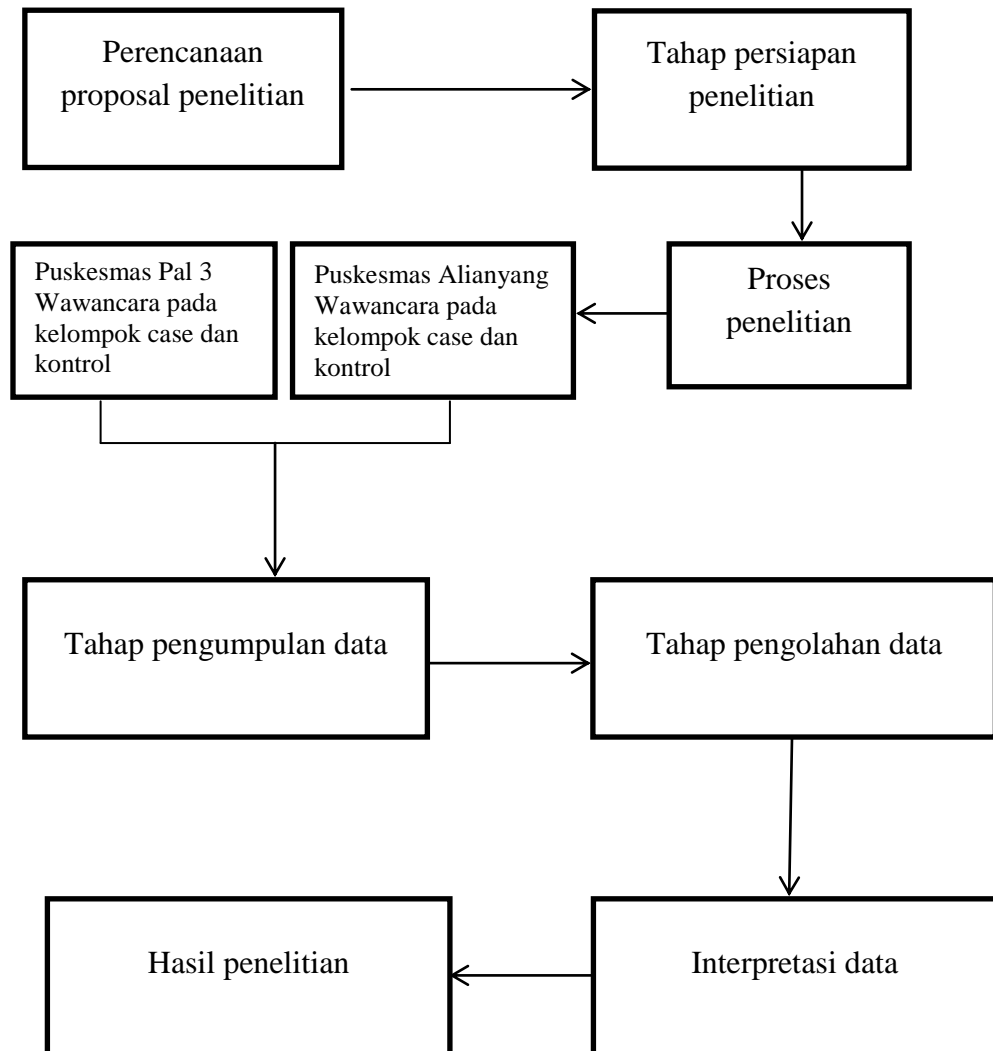 Perencanaan
proposal penelitian
Tahap persiapan
penelitian
Proses
penelitian
Puskesmas Alianyang
Wawancara pada
kelompok case dan
kontrol
Puskesmas Pal 3
Wawancara pada
kelompok case dan
kontrol
Tahap pengumpulan data
Tahap pengolahan data
Interpretasi data
Hasil penelitian